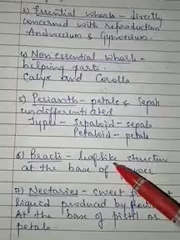 3) Essential whorls - directly
concerned with reproduction
Androecium & Gynoecium.
4) Non essential whorls -
helping part.
Calyx and Corolla
5) Perianth - petals & sepals
undifferentiated
Types - Sepaloid - sepals
Petaloid - petals
6) Bracts - leaflike structure
at the base of
7) Nectaries - sweet
liquid produced by
At the base of pistil or
petals.